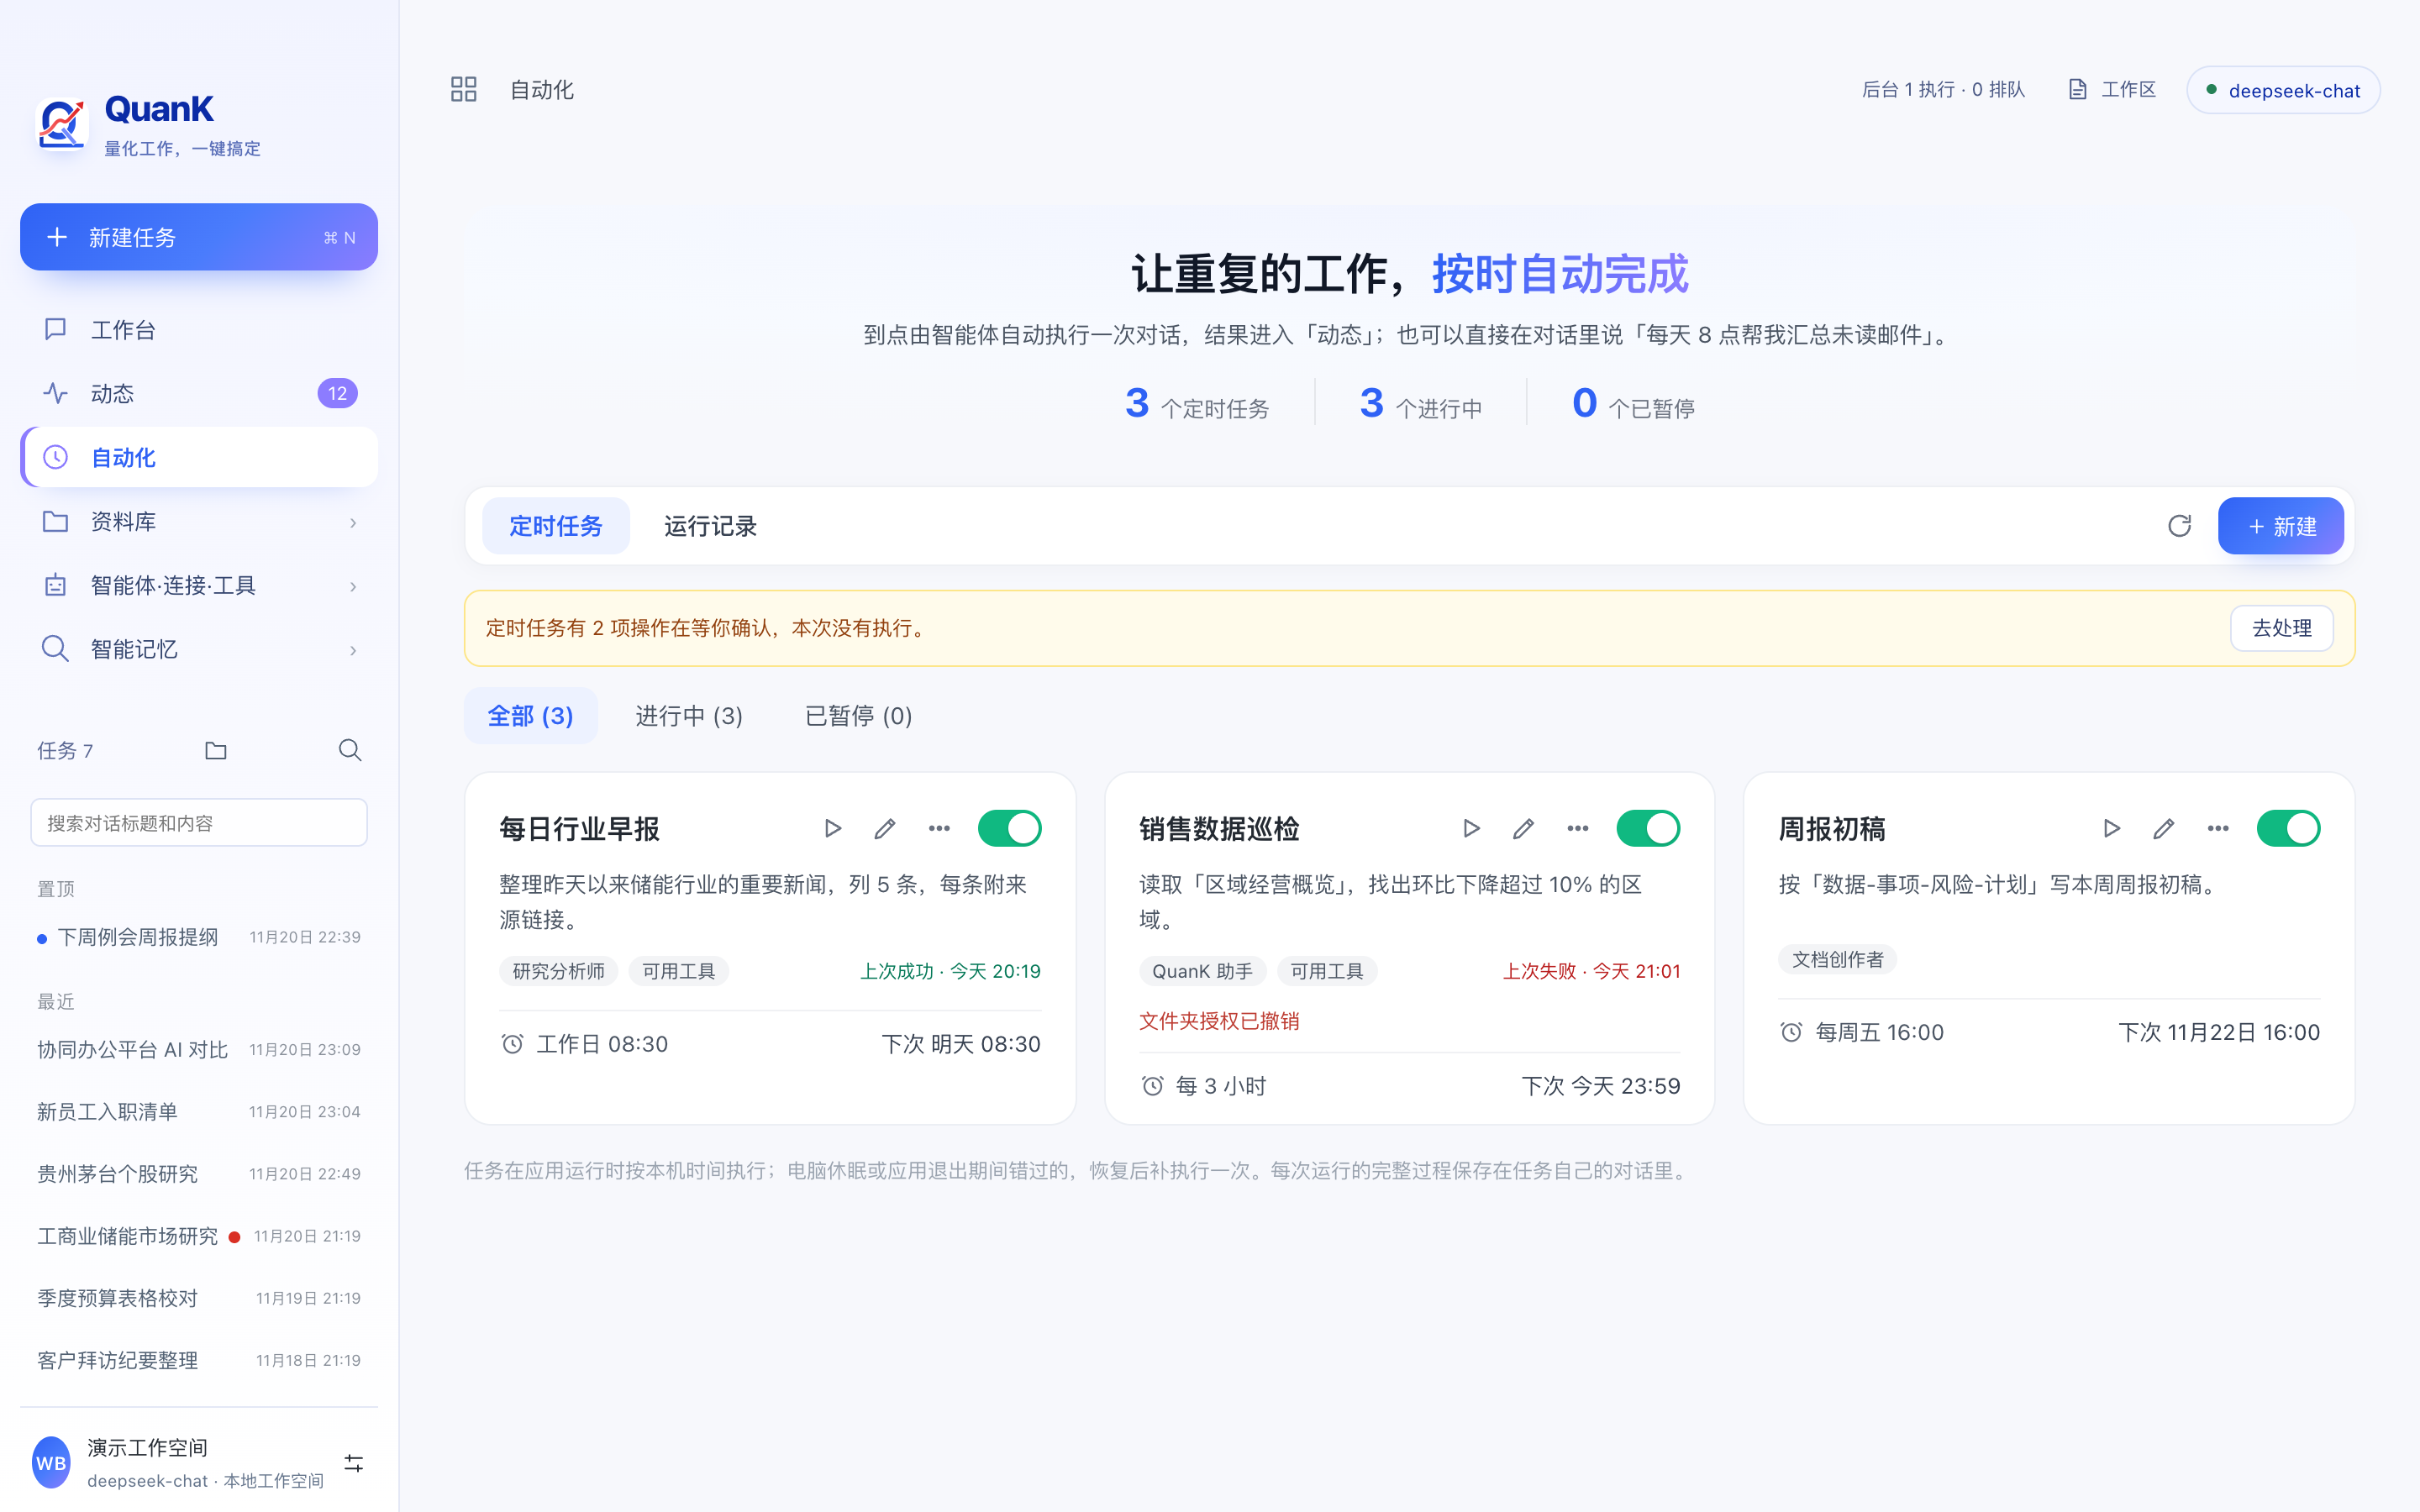 QuanK
量化工作，一键搞定
新建任务 ⌘ N
工作台
动态 12
自动化
资料库
智能体·连接·工具
智能记忆
任务 7
搜索对话标题和内容
置顶
下周例会周报提纲 11月20日 22:39
最近
协同办公平台 AI 对比 11月20日 23:09
新员工入职清单 11月20日 23:04
贵州茅台个股研究 11月20日 22:49
工商业储能市场研究 11月20日 21:19
季度预算表格校对 11月19日 21:19
客户拜访纪要整理 11月18日 21:19
WB
演示工作空间
deepseek-chat · 本地工作空间
自动化
后台 1 执行 · 0 排队
工作区
deepseek-chat
让重复的工作，按时自动完成
到点由智能体自动执行一次对话，结果进入「动态」；也可以直接在对话里说「每天 8 点帮我汇总未读邮件」。
3 个定时任务
3 个进行中
0 个已暂停
定时任务
运行记录
+ 新建
定时任务有 2 项操作在等你确认，本次没有执行。
去处理
全部 (3)
进行中 (3)
已暂停 (0)
每日行业早报
整理昨天以来储能行业的重要新闻，列 5 条，每条附来
源链接。
研究分析师 可用工具 上次成功 · 今天 20:19
工作日 08:30 下次 明天 08:30
销售数据巡检
读取「区域经营概览」，找出环比下降超过 10% 的区
域。
QuanK 助手 可用工具 上次失败 · 今天 21:01
文件夹授权已撤销
每 3 小时 下次 今天 23:59
周报初稿
按「数据-事项-风险-计划」写本周周报初稿。
文档创作者
每周五 16:00 下次 11月22日 16:00
任务在应用运行时按本机时间执行；电脑休眠或应用退出期间错过的，恢复后补执行一次。每次运行的完整过程保存在任务自己的对话里。